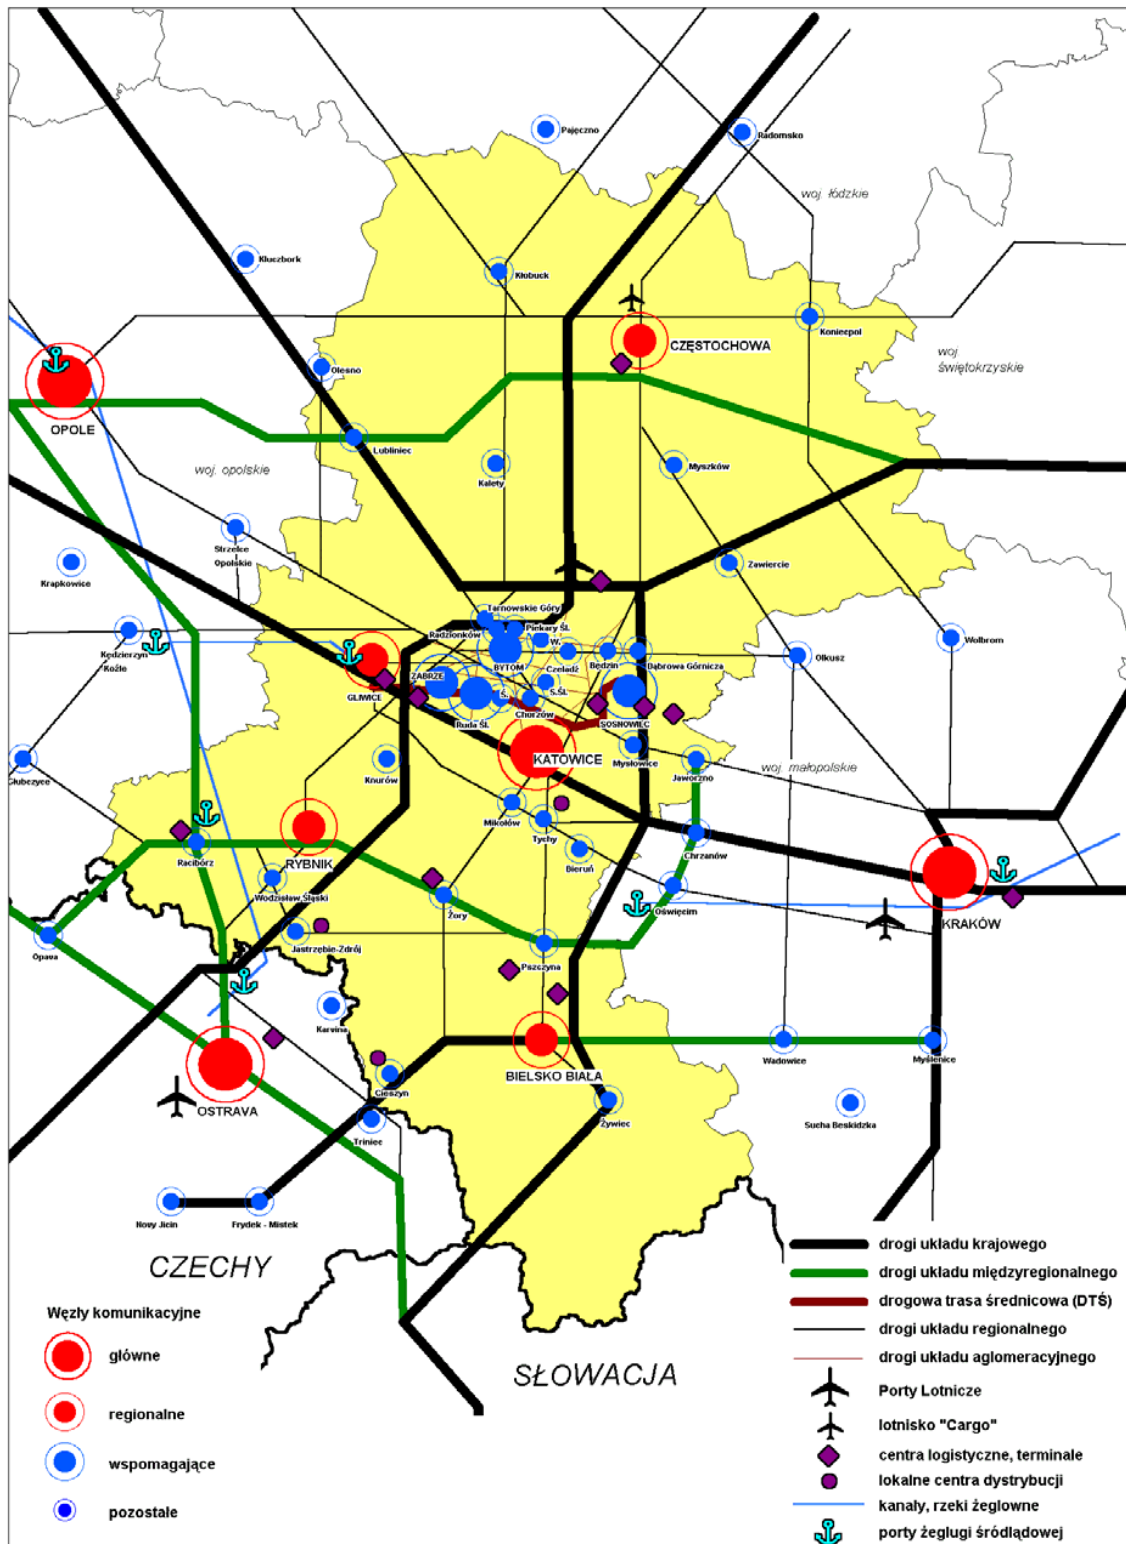 Pajęczno
Radomsko
woj. łódzkie
Kluczbork
Kłobuck
Koniecpol
CZĘSTOCHOWA
woj.
świętokrzyskie
Olesno
OPOLE
Lubliniec
woj. opolskie
Kalety
Myszków
Strzelce
Opolskie
Krapkowice
Zawiercie
Tarnowskie Góry
Radzionków
Piekary Śl.
W.
Wolbrom
Kędzierzyn
Koźle
BYTOM
Czeladź
Będzin
Dąbrowa Górnicza
Olkusz
ZABRZE
GLIWICE
Ś.
S.ŚL.
Ruda Śl.
Chorzów
SOSNOWIEC
KATOWICE
Mysłowice
Jaworzno
woj. małopolskie
Głubczyce
Knurów
Mikołów
Tychy
Bieruń
Chrzanów
Racibórz
RYBNIK
Wodzisław Śląski
Żory
Oświęcim
KRAKÓW
Opava
Jastrzębie-Zdrój
Pszczyna
Karvina
BIELSKO BIAŁA
Wadowice
Myślenice
Cieszyn
OSTRAVA
Triniec
Żywiec
Sucha Beskidzka
Novy Jicin
Frydek - Mistek
CZECHY
SŁOWACJA
Węzły komunikacyjne
główne
regionalne
wspomagające
pozostałe
drogi układu krajowego
drogi układu międzyregionalnego
drogowa trasa średnicowa (DTŚ)
drogi układu regionalnego
drogi układu aglomeracyjnego
Porty Lotnicze
lotnisko "Cargo"
centra logistyczne, terminale
lokalne centra dystrybucji
kanały, rzeki żeglowne
porty żeglugi śródlądowej